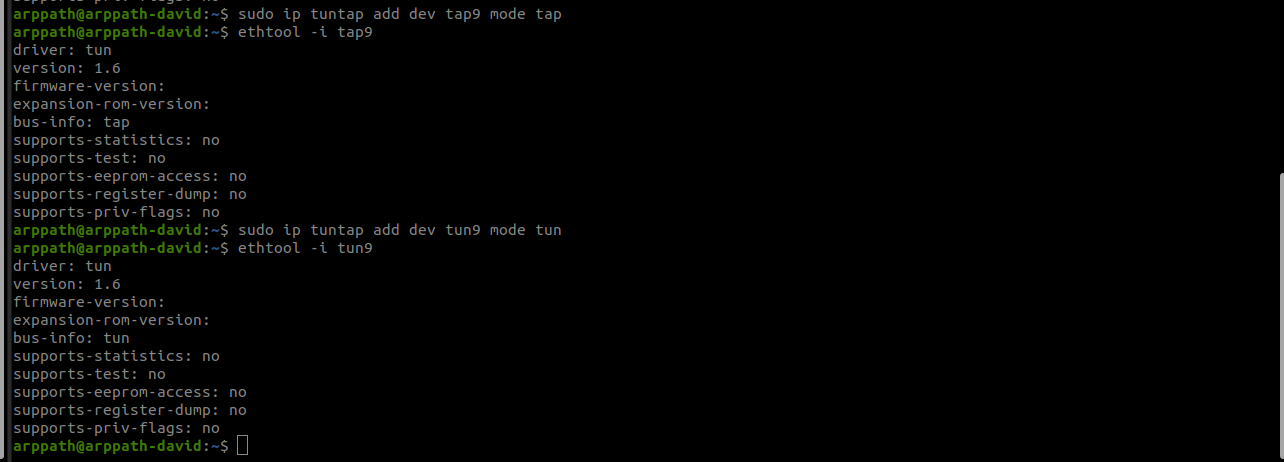 arppath@arppath-david:~$ sudo ip tuntap add dev tap9 mode tap
arppath@arppath-david:~$ ethtool -i tap9
driver: tun
version: 1.6
firmware-version:
expansion-rom-version:
bus-info: tap
supports-statistics: no
supports-test: no
supports-eeprom-access: no
supports-register-dump: no
supports-priv-flags: no
arppath@arppath-david:~$ sudo ip tuntap add dev tun9 mode tun
arppath@arppath-david:~$ ethtool -i tun9
driver: tun
version: 1.6
firmware-version:
expansion-rom-version:
bus-info: tun
supports-statistics: no
supports-test: no
supports-eeprom-access: no
supports-register-dump: no
supports-priv-flags: no
arppath@arppath-david:~$